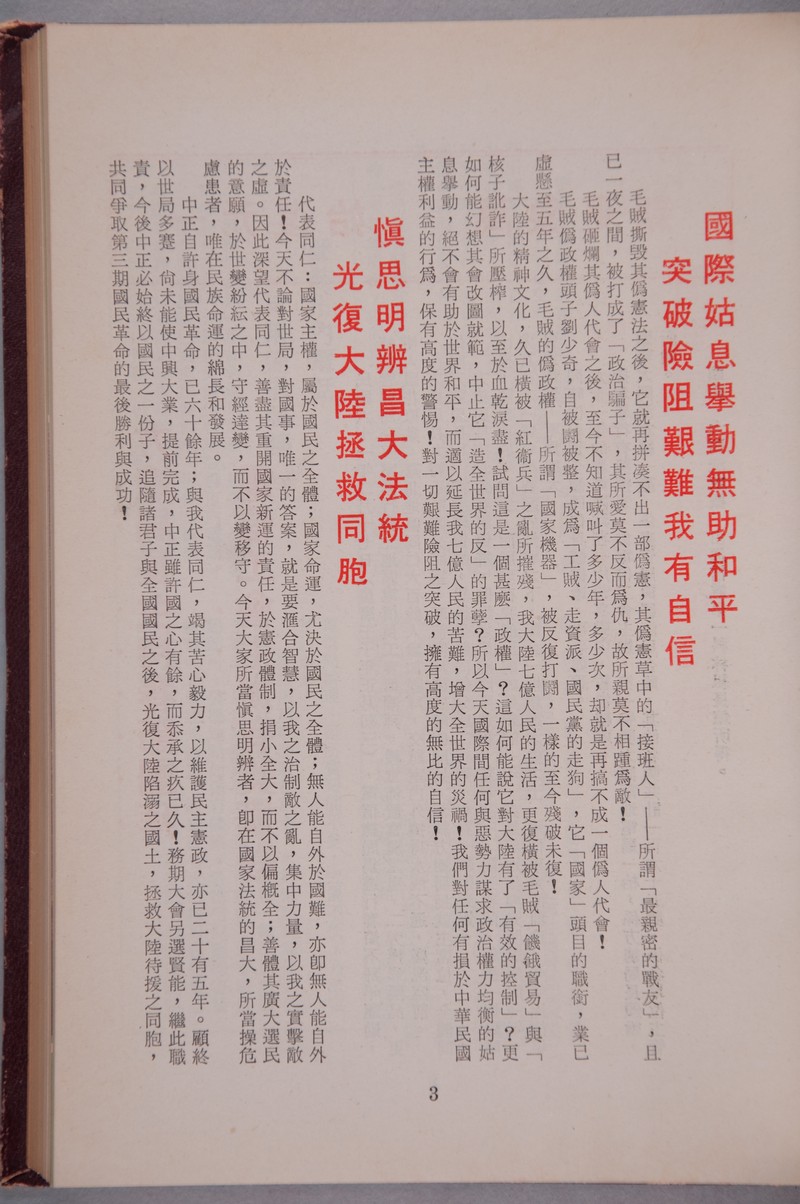 國際姑息舉動無助和平
突破險阻艱難我有自信
毛賊撕毀其僞憲法之後，它就再拼凑不出一部僞憲，其僞憲草中的「接班人」——所謂「最親密的戰友」，且
已一夜之間，被打成了「政治騙子」，其所愛莫不反而爲仇，故所親莫不相踵爲敵！
毛賊砸爛其僞人代會之後，至今不知道喊叫了多少年，多少次，却就是再搞不成一個僞人代會！
毛賊僞政權頭子劉少奇，自被鬪被整，成爲「工賊、走資派、國民黨的走狗」，它「國家」頭目的職銜，業已
虛懸至五年之久，毛賊的僞政權——所謂「國家機器」，被反復打鬪，一樣的至今殘破未復！
大陸的精神文化，久已橫被「紅衞兵」之亂所摧殘，我大陸七億人民的生活，更復橫被毛賊「饑餓貿易」與「
核子訛詐」所壓榨，以至於血乾淚盡！試問這是一個甚麼「政權」？這如何能說它對大陸有了「有效的控制」？更
如何能幻想其會改圖就範，中止它「造全世界的反」的罪孽？所以今天國際間任何與惡勢力謀求政治權力均衡的姑
息舉動，絕不會有助於世界和平，而適以延長我七億人民的苦難，增大全世界的災禍！我們對任何有損於中華民國
主權利益的行爲，保有高度的警惕！對一切艱難險阻之突破，擁有高度的無比的自信！
愼思明辨昌大法統
光復大陸拯救同胞
代表同仁：國家主權，屬於國民之全體；國家命運，尤決於國民之全體；無人能自外於國難，亦卽無人能自外
於責任！今天不論對世局，對國事，唯一的答案，就是要滙合智慧，以我之治制敵之亂，集中力量，以我之實擊敵
之虛。因此深望代表同仁，善盡其重開國家新運的責任，於憲政體制，捐小全大，而不以偏概全；善體其廣大選民
的意願，於世變紛紜之中，守經達變，而不以變移守。今天大家所當愼思明辨者，卽在國家法統的昌大，所當操危
慮患者，唯在民族命運的綿長和發展。
中正自許身國民革命，已六十餘年；與我代表同仁，竭其苦心毅力，以維護民主憲政，亦已二十有五年。顧終
以世局多蹇，尙未能使中興大業，提前完成，中正雖許國之心有餘，而忝承之疚已久！務期大會另選賢能，繼此職
責，今後中正必始終以國民之一份子，追隨諸君子與全國國民之後，光復大陸陷溺之國土，拯救大陸待援之同胞，
共同爭取第三期國民革命的最後勝利與成功！
3